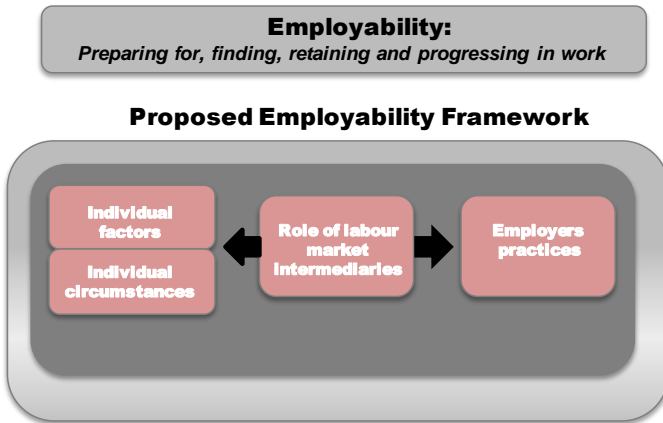 Employability:
Preparing for, finding, retaining and progressing in work
Proposed Employability Framework
Individual
factors
Individual
circumstances
Role of labour
market
intermediaries
Employers
practices